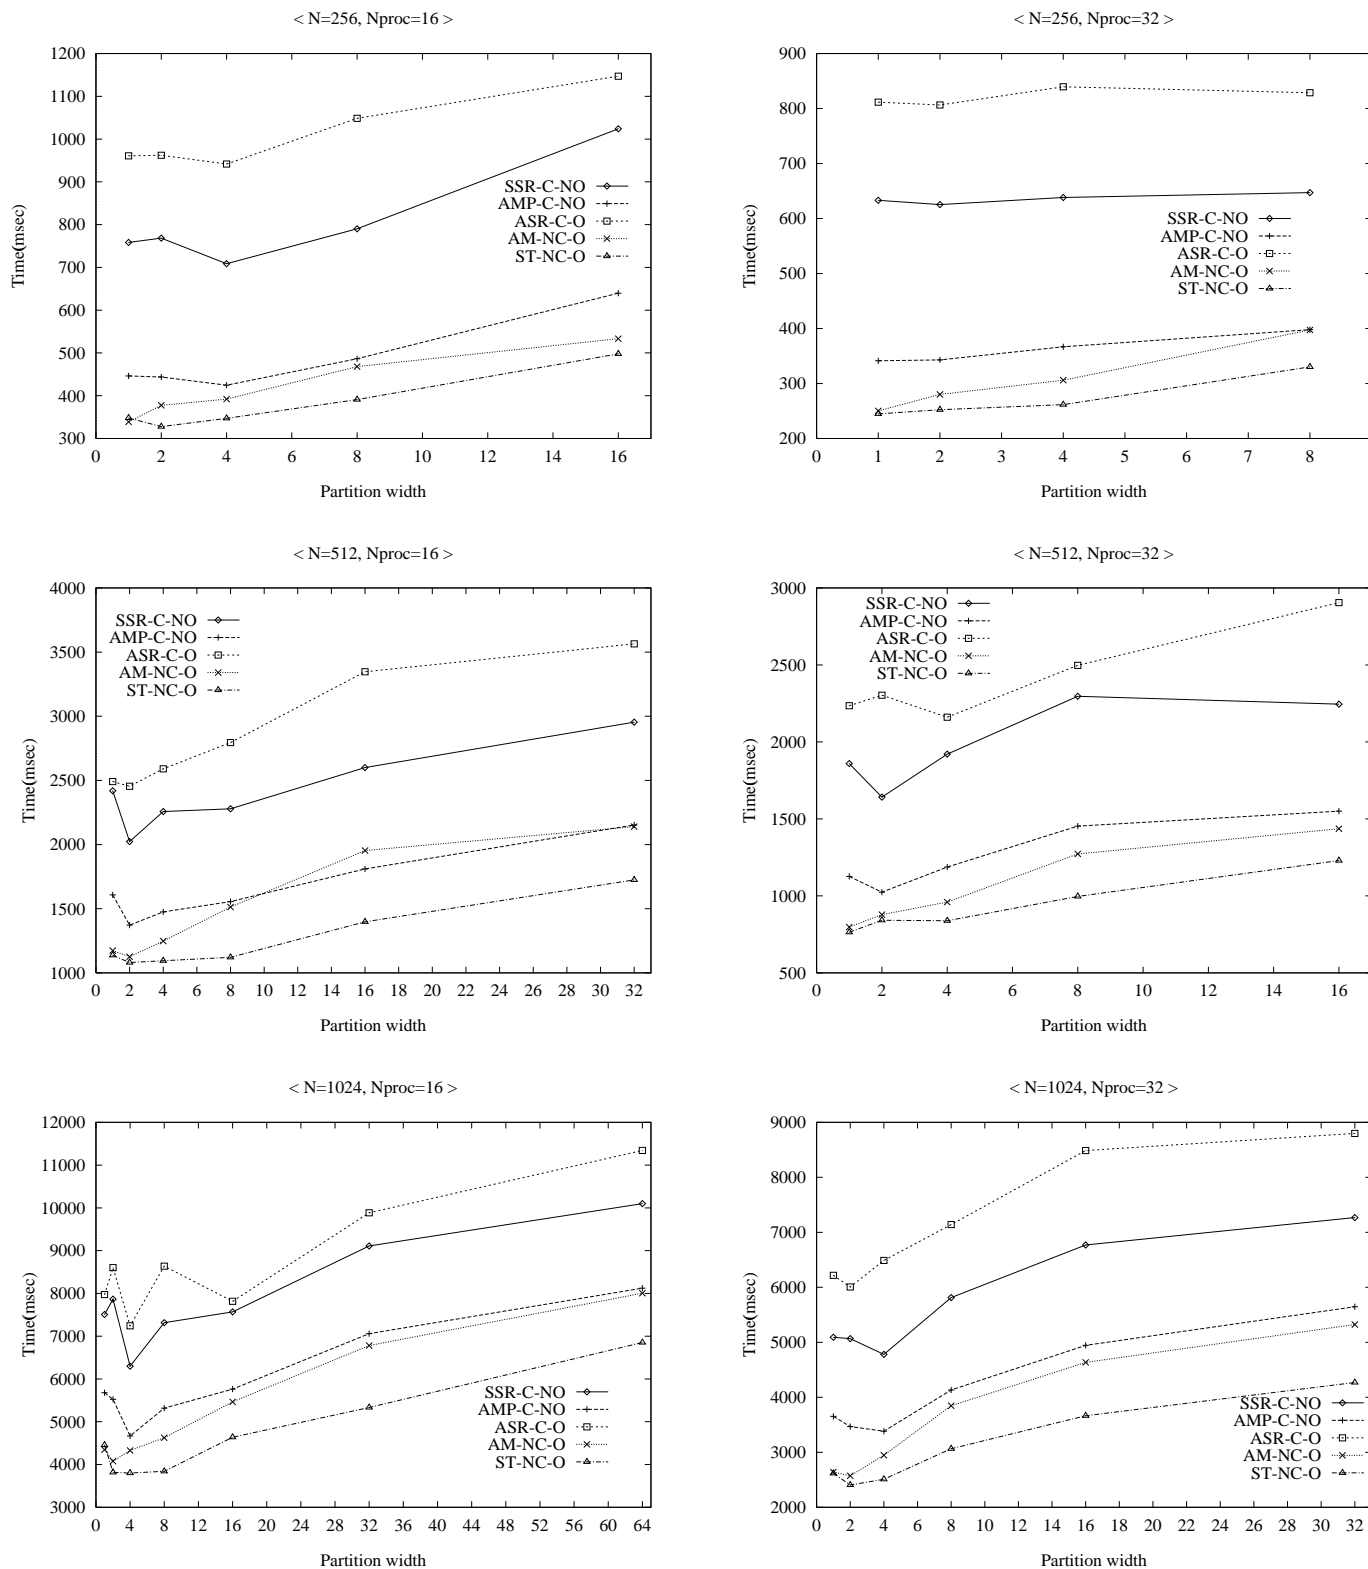 < N=256, Nproc=16 >
1200
1100
1000
900
800
700
600
500
400
300
Time(msec)
SSR-C-NO
AMP-C-NO
ASR-C-O
AM-NC-O
ST-NC-O
0 2 4 6 8 10 12 14 16
Partition width
< N=256, Nproc=32 >
900
800
700
600
500
400
300
200
Time(msec)
SSR-C-NO
AMP-C-NO
ASR-C-O
AM-NC-O
ST-NC-O
0 1 2 3 4 5 6 7 8
Partition width
< N=512, Nproc=16 >
4000
3500
3000
2500
2000
1500
1000
Time(msec)
SSR-C-NO
AMP-C-NO
ASR-C-O
AM-NC-O
ST-NC-O
0 2 4 6 8 10 12 14 16 18 20 22 24 26 28 30 32
Partition width
< N=512, Nproc=32 >
3000
2500
2000
1500
1000
500
Time(msec)
SSR-C-NO
AMP-C-NO
ASR-C-O
AM-NC-O
ST-NC-O
0 2 4 6 8 10 12 14 16
Partition width
< N=1024, Nproc=16 >
12000
11000
10000
9000
8000
7000
6000
5000
4000
3000
Time(msec)
SSR-C-NO
AMP-C-NO
ASR-C-O
AM-NC-O
ST-NC-O
0 4 8 12 16 20 24 28 32 36 40 44 48 52 56 60 64
Partition width
< N=1024, Nproc=32 >
9000
8000
7000
6000
5000
4000
3000
2000
Time(msec)
SSR-C-NO
AMP-C-NO
ASR-C-O
AM-NC-O
ST-NC-O
0 2 4 6 8 10 12 14 16 18 20 22 24 26 28 30 32
Partition width